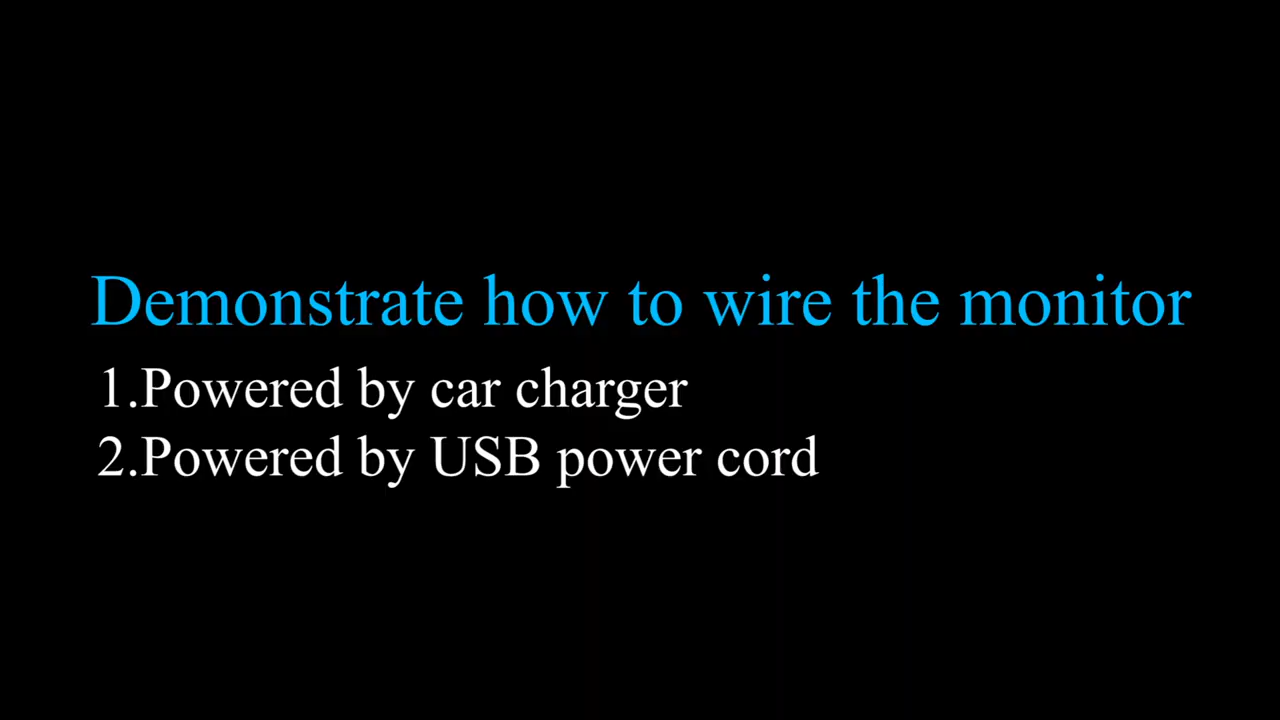 Demonstrate how to wire the monitor
1.Powered by car charger
2.Powered by USB power cord